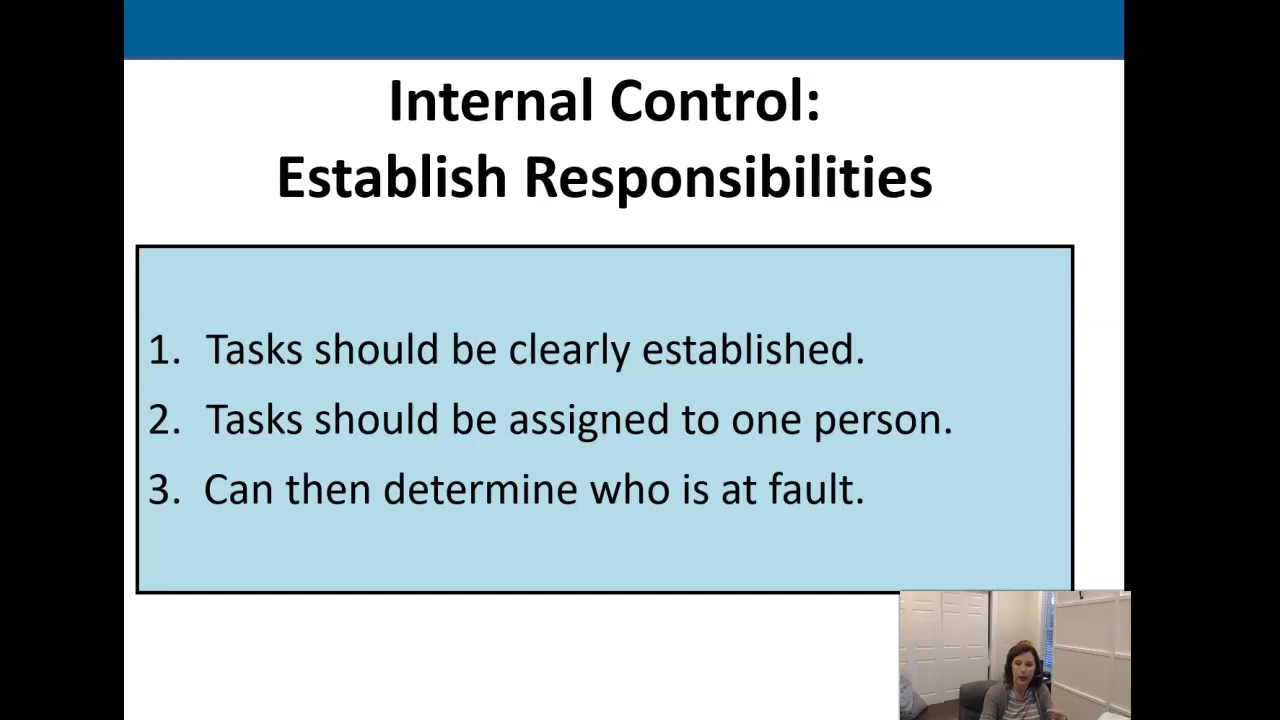 Internal Control:
Establish Responsibilities
1. Tasks should be clearly established.
2. Tasks should be assigned to one person.
3. Can then determine who is at fault.